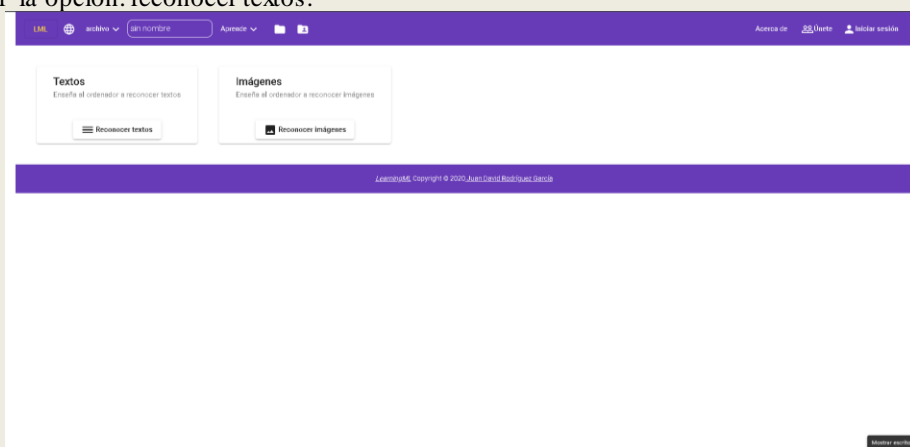 la opción: reconocer textos.
LML archivo sin nombre Aprende Acerca de Únete Iniciar sesión
Textos
Enseña al ordenador a reconocer textos
Reconocer textos
Imágenes
Enseña al ordenador a reconocer imágenes
Reconocer imágenes
LearningML Copyright © 2020 Juan David Rodríguez García
Mostrar